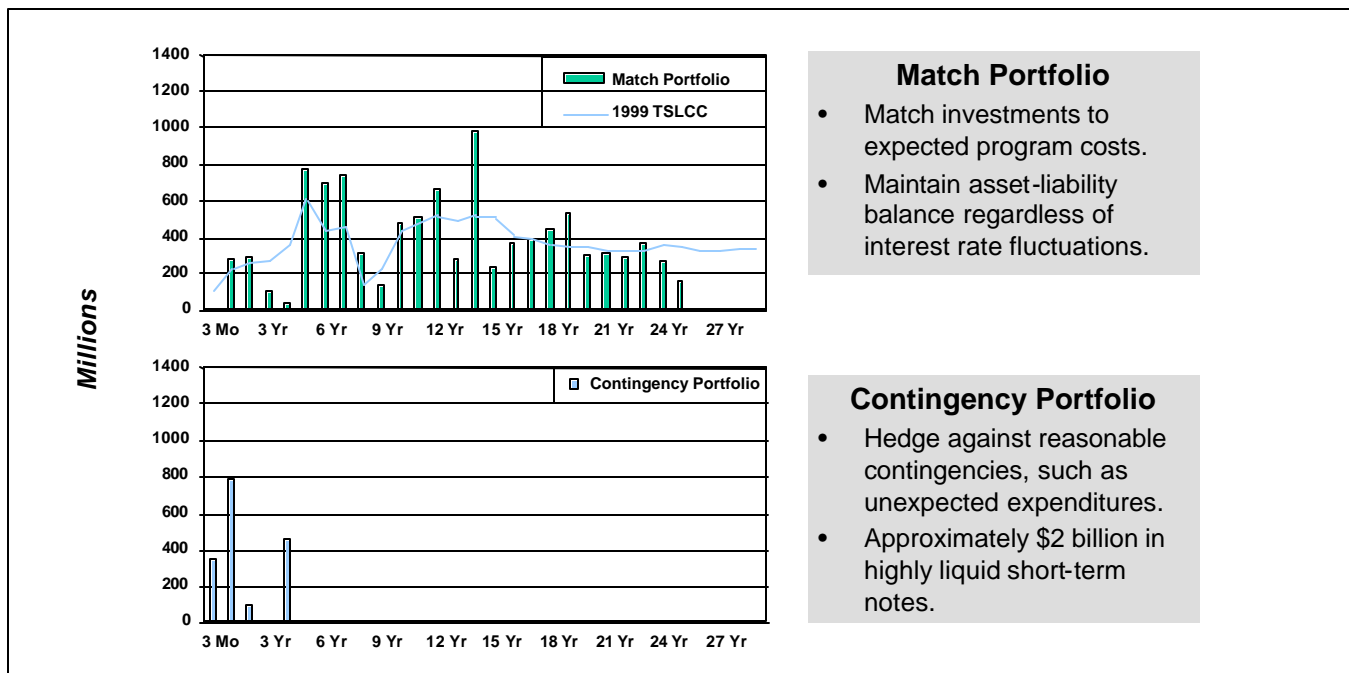 Millions
1400
1200
1000
800
600
400
200
0
Match Portfolio
1999 TSLCC
3 Mo 3 Yr 6 Yr 9 Yr 12 Yr 15 Yr 18 Yr 21 Yr 24 Yr 27 Yr
Match Portfolio
• Match investments to
expected program costs.
• Maintain asset-liability
balance regardless of
interest rate fluctuations.
1400
1200
1000
800
600
400
200
0
Contingency Portfolio
3 Mo 3 Yr 6 Yr 9 Yr 12 Yr 15 Yr 18 Yr 21 Yr 24 Yr 27 Yr
Contingency Portfolio
• Hedge against reasonable
contingencies, such as
unexpected expenditures.
• Approximately $2 billion in
highly liquid short-term
notes.